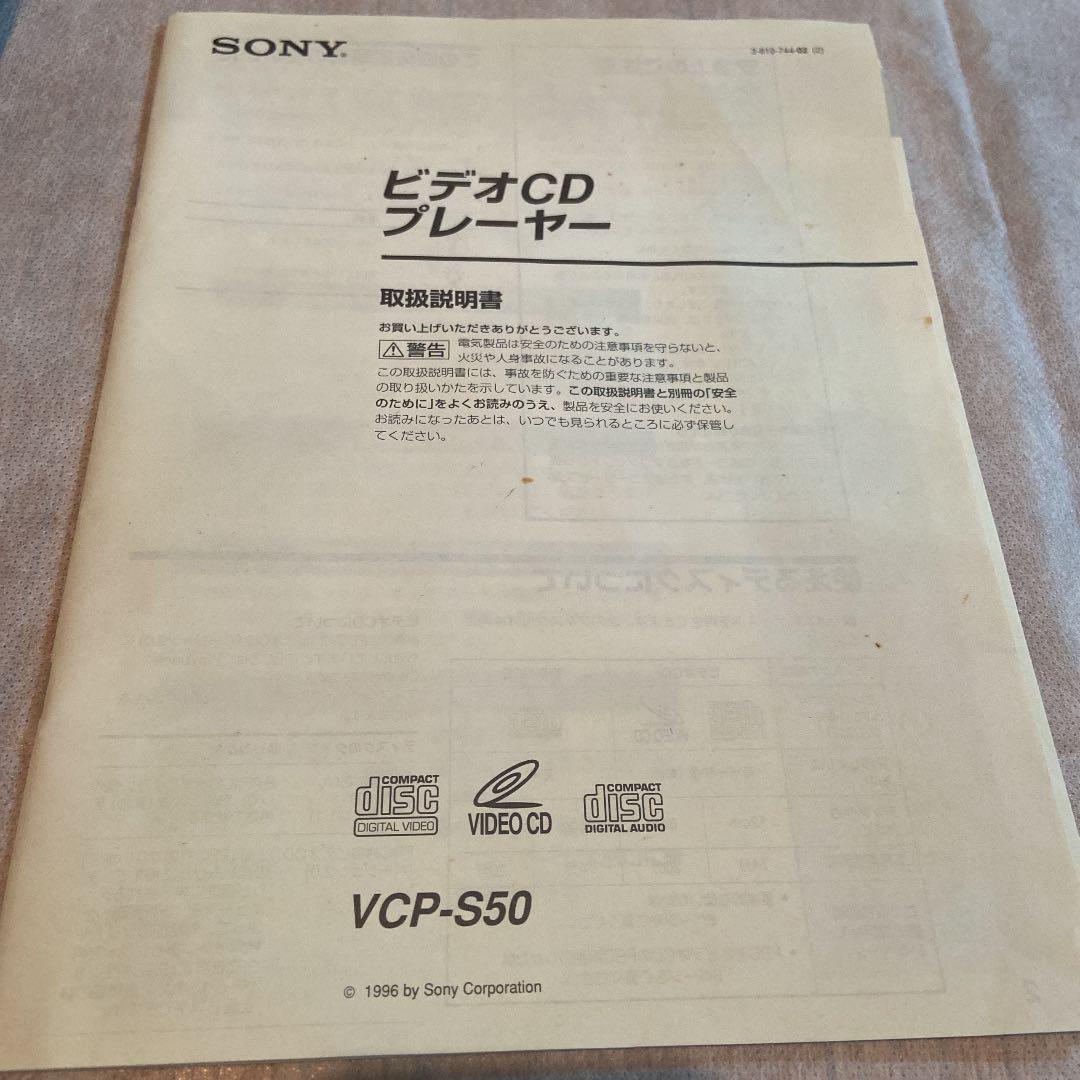 SONY®
3-810-744-02 (2)
ビデオCD
プレーヤー
取扱説明書
お買い上げいただきありがとうございます。
警告 電気製品は安全のための注意事項を守らないと、
火災や人身事故になることがあります。
この取扱説明書には、事故を防ぐための重要な注意事項と製品
の取り扱いかたを示しています。この取扱説明書と別冊の「安全
のために」をよくお読みのうえ、製品を安全にお使いください。
お読みになったあとは、いつでも見られるところに必ず保管し
てください。
COMPACT
disc
DIGITAL VIDEO
VIDEO CD
COMPACT
disc
DIGITAL AUDIO
VCP-S50
© 1996 by Sony Corporation